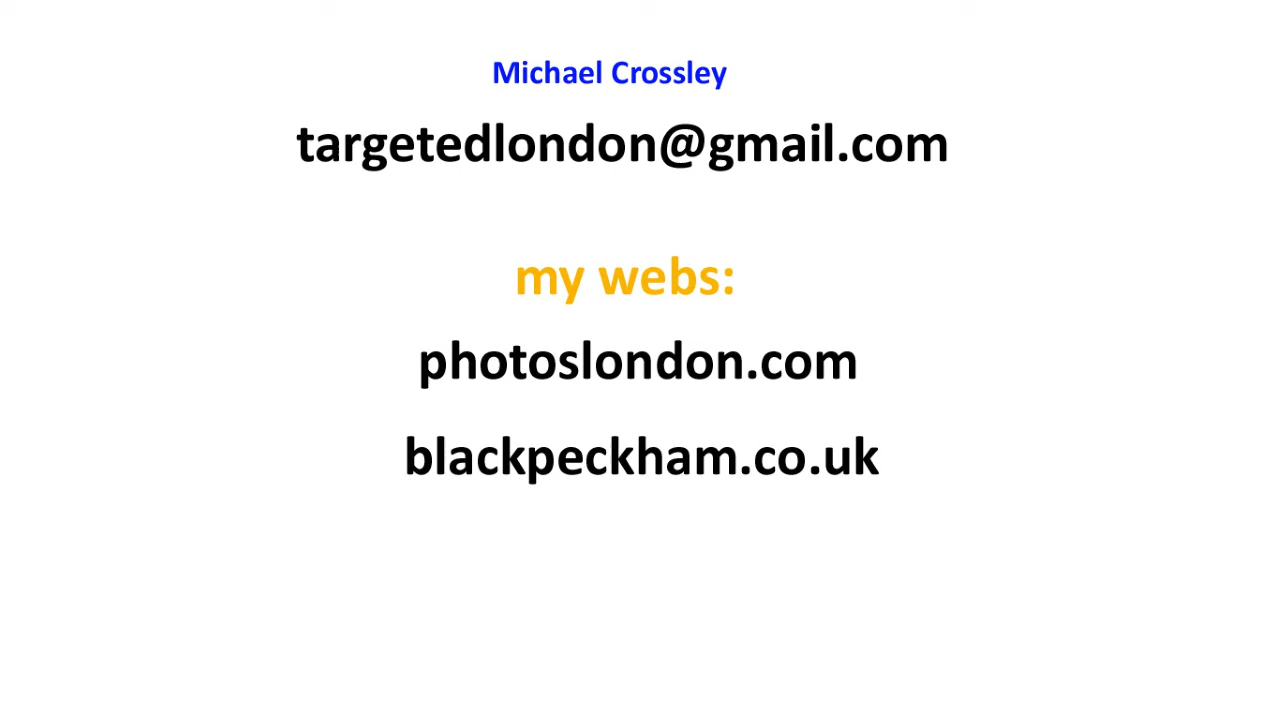 Michael Crossley
targetedlondon@gmail.com
my webs:
photoslondon.com
blackpeckham.co.uk